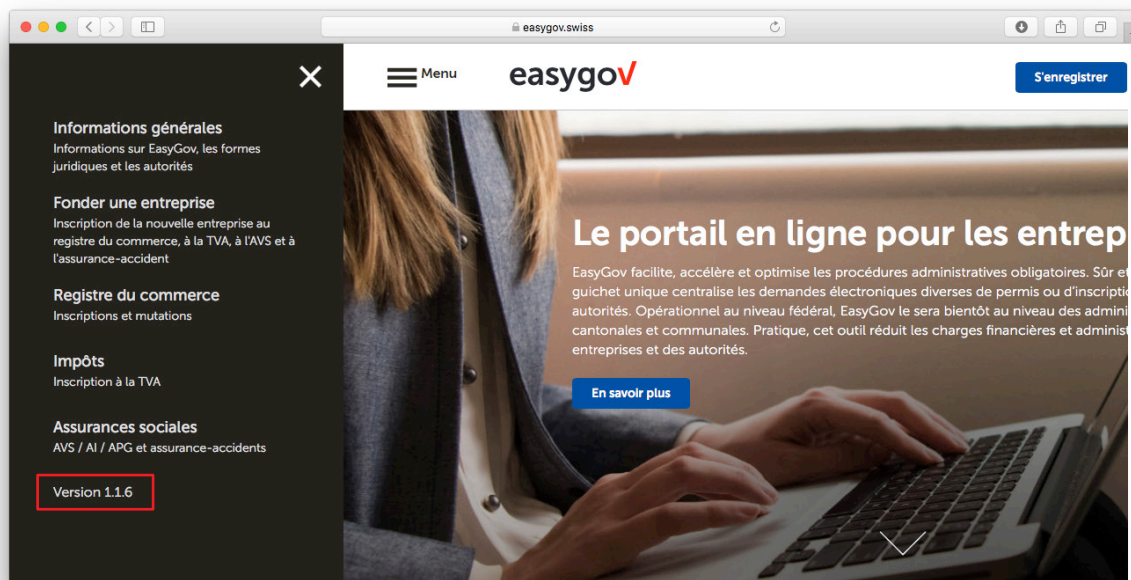 easygov.swiss
Menu
easygov
S'enregistrer
Informations générales
Informations sur EasyGov, les formes
juridiques et les autorités
Fonder une entreprise
Inscription de la nouvelle entreprise au
registre du commerce, à la TVA, à l'AVS et à
l'assurance-accident
Registre du commerce
Inscriptions et mutations
Impôts
Inscription à la TVA
Assurances sociales
AVS / AI / APG et assurance-accidents
Version 1.1.6
Le portail en ligne pour les entrep
EasyGov facilite, accélère et optimise les procédures administratives obligatoires. Sûr et
guichet unique centralise les demandes électroniques diverses de permis ou d'inscriptio
autorités. Opérationnel au niveau fédéral, EasyGov le sera bientôt au niveau des admini
cantonales et communales. Pratique, cet outil réduit les charges financières et administ
entreprises et des autorités.
En savoir plus